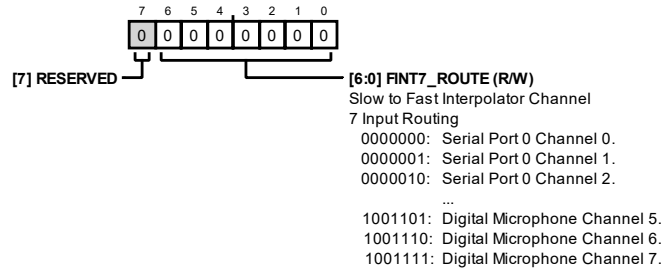 7 6 5 4 3 2 1 0
0 0 0 0 0 0 0 0
[7] RESERVED
[6:0] FINT7_ROUTE (R/W)
Slow to Fast Interpolator Channel
7 Input Routing
0000000: Serial Port 0 Channel 0.
0000001: Serial Port 0 Channel 1.
0000010: Serial Port 0 Channel 2.
...
1001101: Digital Microphone Channel 5.
1001110: Digital Microphone Channel 6.
1001111: Digital Microphone Channel 7.